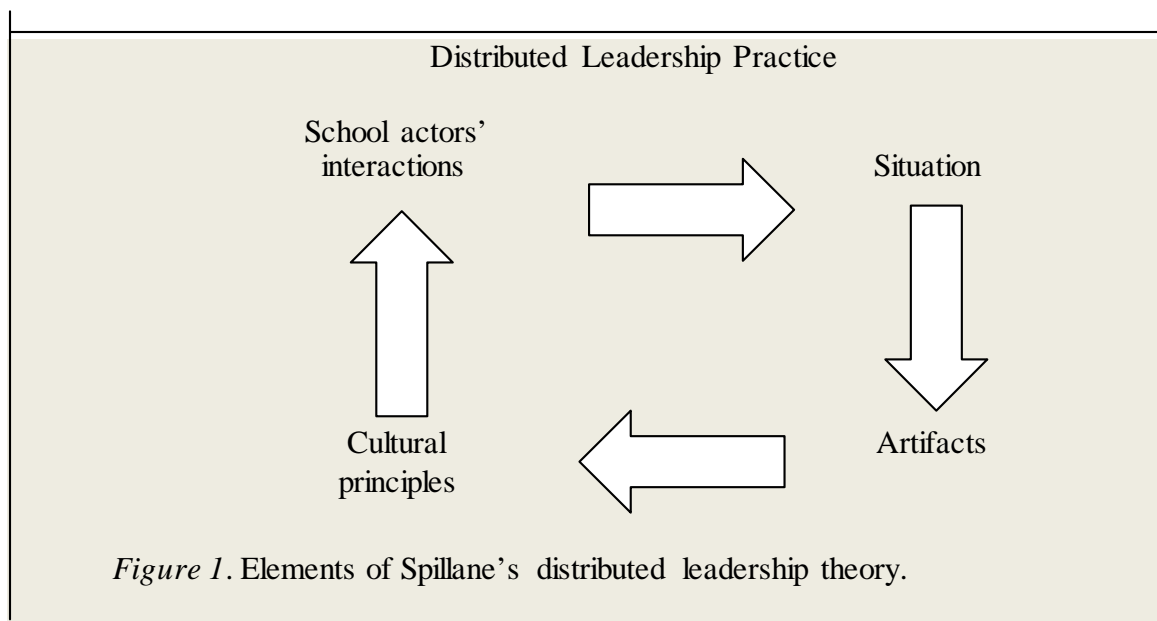 Distributed Leadership Practice
School actors’
interactions
Situation
Cultural
principles
Artifacts
Figure 1. Elements of Spillane’s distributed leadership theory.